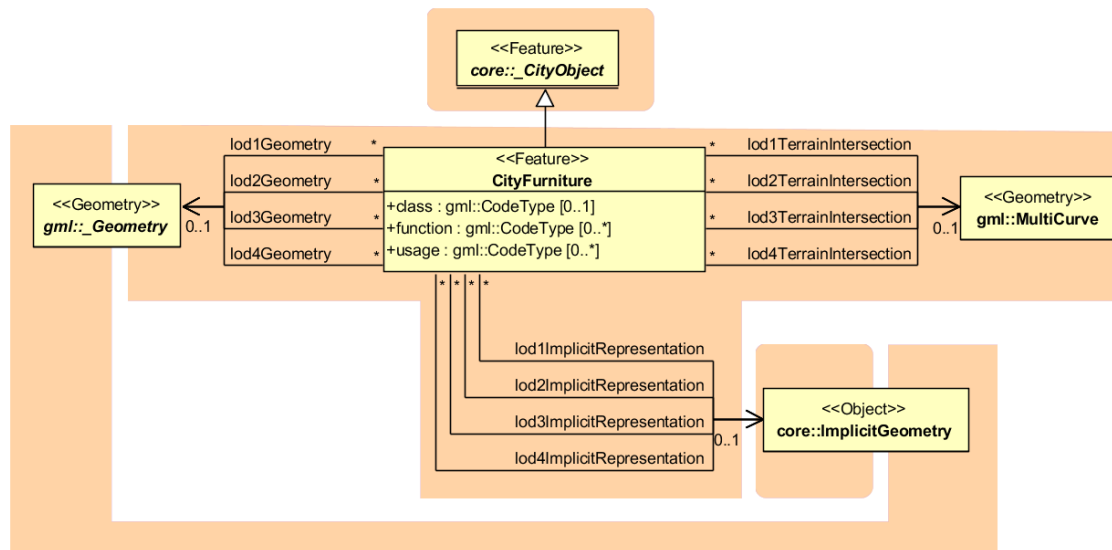 <<Feature>>
core::_CityObject
lod1Geometry *
lod2Geometry *
lod3Geometry *
lod4Geometry *
<<Geometry>>
gml::_Geometry
0..1
<<Feature>>
CityFurniture
+class : gml::CodeType [0..1]
+function : gml::CodeType [0..*]
+usage : gml::CodeType [0..*]
* lod1TerrainIntersection
* lod2TerrainIntersection
* lod3TerrainIntersection
* lod4TerrainIntersection
<<Geometry>>
gml::MultiCurve
0..1
* * * *
lod1ImplicitRepresentation
lod2ImplicitRepresentation
lod3ImplicitRepresentation
lod4ImplicitRepresentation
0..1
<<Object>>
core::ImplicitGeometry